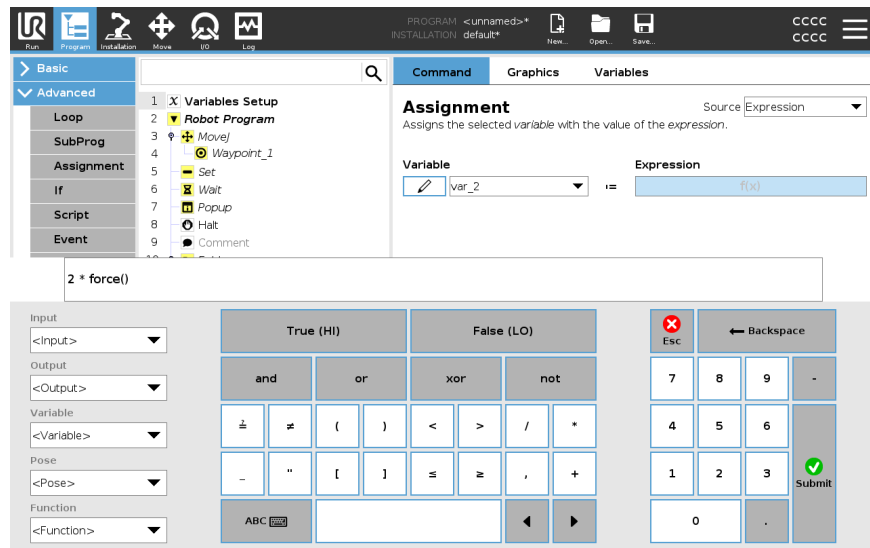 PROGRAM <unnamed>*
INSTALLATION default*
CCCC
CCCC
Run Program Installation Move I/O Log New... Open... Save...
Basic
Advanced
Loop
SubProg
Assignment
If
Script
Event
1 X Variables Setup
2 Robot Program
3 MoveJ
4 Waypoint_1
5 Set
6 Wait
7 Popup
8 Halt
9 Comment
Command Graphics Variables
Assignment
Source Expression
Assigns the selected variable with the value of the expression.
Variable Expression
var_2 := f(x)
2 * force()
Input
<Input>
Output
<Output>
Variable
<Variable>
Pose
<Pose>
Function
<Function>
True (HI) False (LO)
and or xor not
≟ ≠ ( ) < > / *
_ " [ ] ≤ ≥ , +
ABC
Esc ← Backspace
7 8 9 -
4 5 6
1 2 3 Submit
0 .